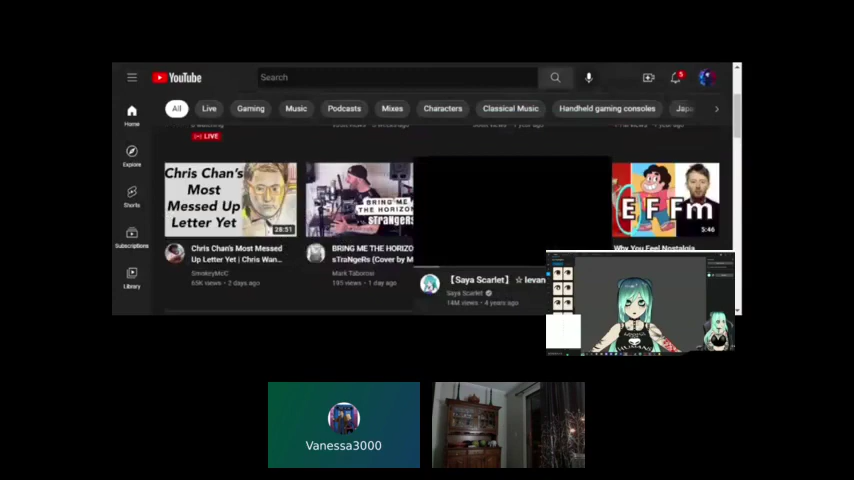 YouTube
Search
5
All Live Gaming Music Podcasts Mixes Characters Classical Music Handheld gaming consoles
Home
Explore
Shorts
Subscriptions
Library
LIVE
Chris Chan's
Most
Messed Up
Letter Yet
28:51
Chris Chan's Most Messed
Up Letter Yet | Chris Wan...
65K views • 2 days ago
BRING ME THE HORIZON
sTraNgeRs
BRING ME THE HORIZO
sTraNgeRs (Cover by M
195 views • 1 day ago
【Saya Scarlet】 ☆ levan
Saya Scarlet
14M views • 4 years ago
E F Fm
5:46
Why You Feel Nostalgia
Vanessa3000